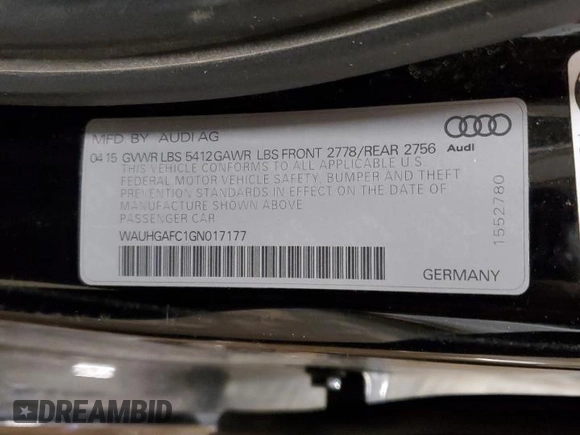 MFD BY AUDI AG
04 15 GVWR LBS 5412 GAWR LBS FRONT 2778/REAR 2756
Audi
THIS VEHICLE CONFORMS TO ALL APPLICABLE U.S.
FEDERAL MOTOR VEHICLE SAFETY, BUMPER AND THEFT
PREVENTION STANDARDS IN EFFECT ON THE DATE OF
MANUFACTURE SHOWN ABOVE
PASSENGER CAR
WAUHGAFC1GN017177
1552780
GERMANY
DREAMBID